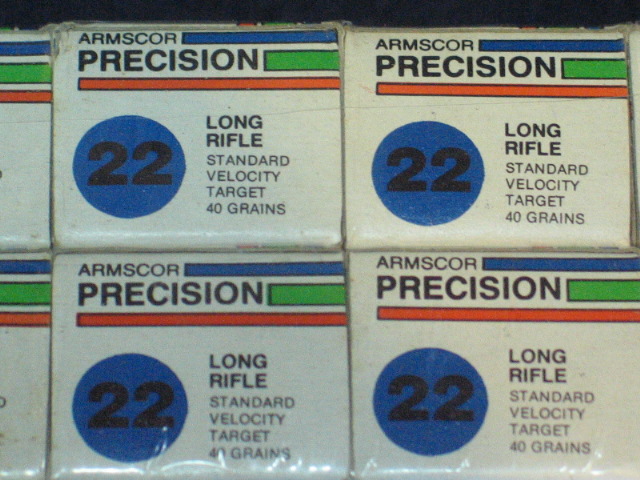 ARMSCOR
PRECISION
22
LONG
RIFLE
STANDARD
VELOCITY
TARGET
40 GRAINS
ARMSCOR
PRECISION
22
LONG
RIFLE
STANDARD
VELOCITY
TARGET
40 GRAINS
ARMSCOR
PRECISION
22
LONG
RIFLE
STANDARD
VELOCITY
TARGET
40 GRAINS
ARMSCOR
PRECISION
22
LONG
RIFLE
STANDARD
VELOCITY
TARGET
40 GRAINS